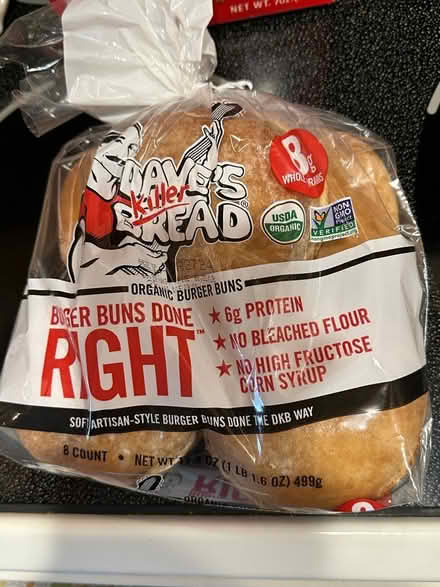 NET WT.
DAVE'S
Killer
BREAD®
8g
WHOLE GRAINS
USDA
ORGANIC
NON
GMO
VERIFIED
ORGANIC BURGER BUNS
BURGER BUNS DONE
RIGHT™
★ 6g PROTEIN
★ NO BLEACHED FLOUR
★ NO HIGH FRUCTOSE
CORN SYRUP
SOFT ARTISAN-STYLE BURGER BUNS DONE THE DKB WAY
8 COUNT • NET WT OZ (1 LB 1.6 OZ) 499g